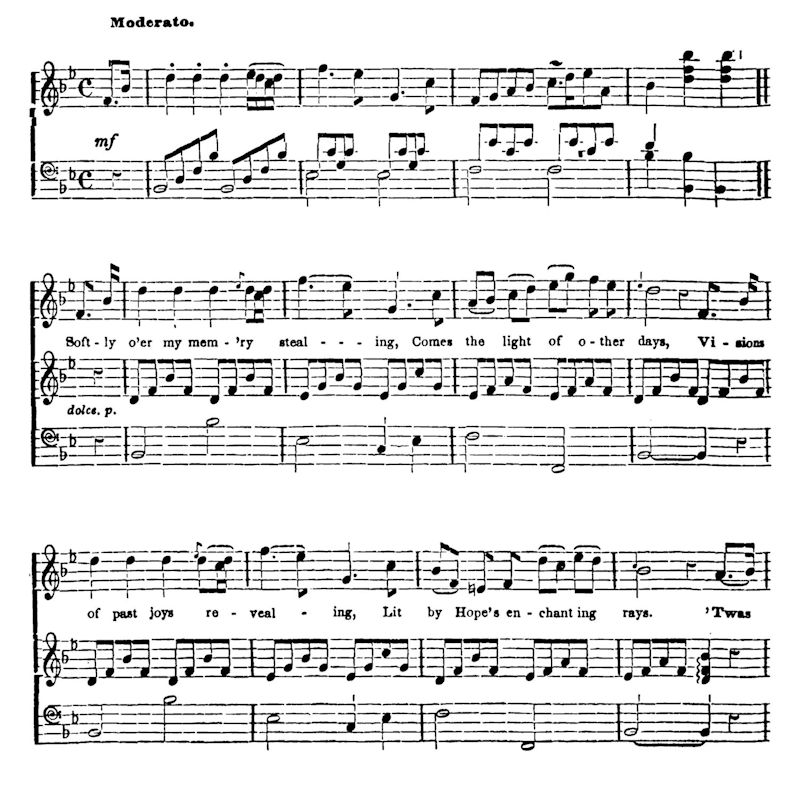 Moderato.
mf
Soft - ly o'er my mem - 'ry steal - - - ing, Comes the light of o - ther days, Vi - sions
dolce. p.
of past joys re - veal - ing, Lit by Hope's en - chant ing rays. 'Twas